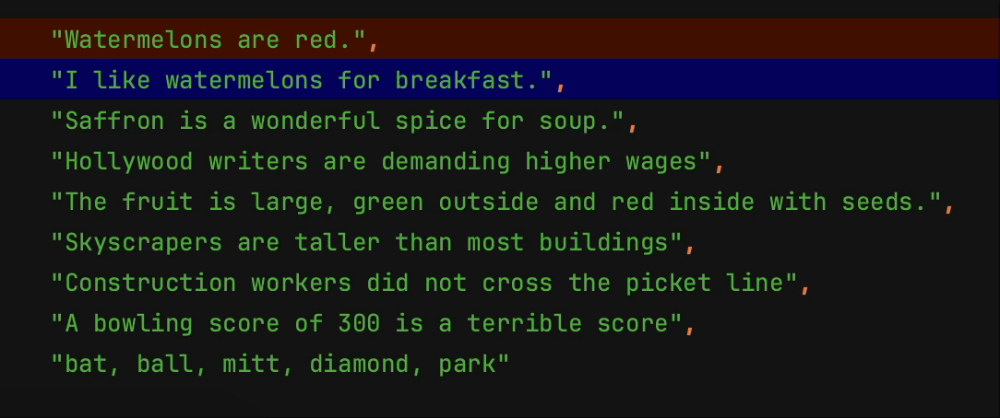 "Watermelons are red.",
"I like watermelons for breakfast.",
"Saffron is a wonderful spice for soup.",
"Hollywood writers are demanding higher wages",
"The fruit is large, green outside and red inside with seeds.",
"Skyscrapers are taller than most buildings",
"Construction workers did not cross the picket line",
"A bowling score of 300 is a terrible score",
"bat, ball, mitt, diamond, park"